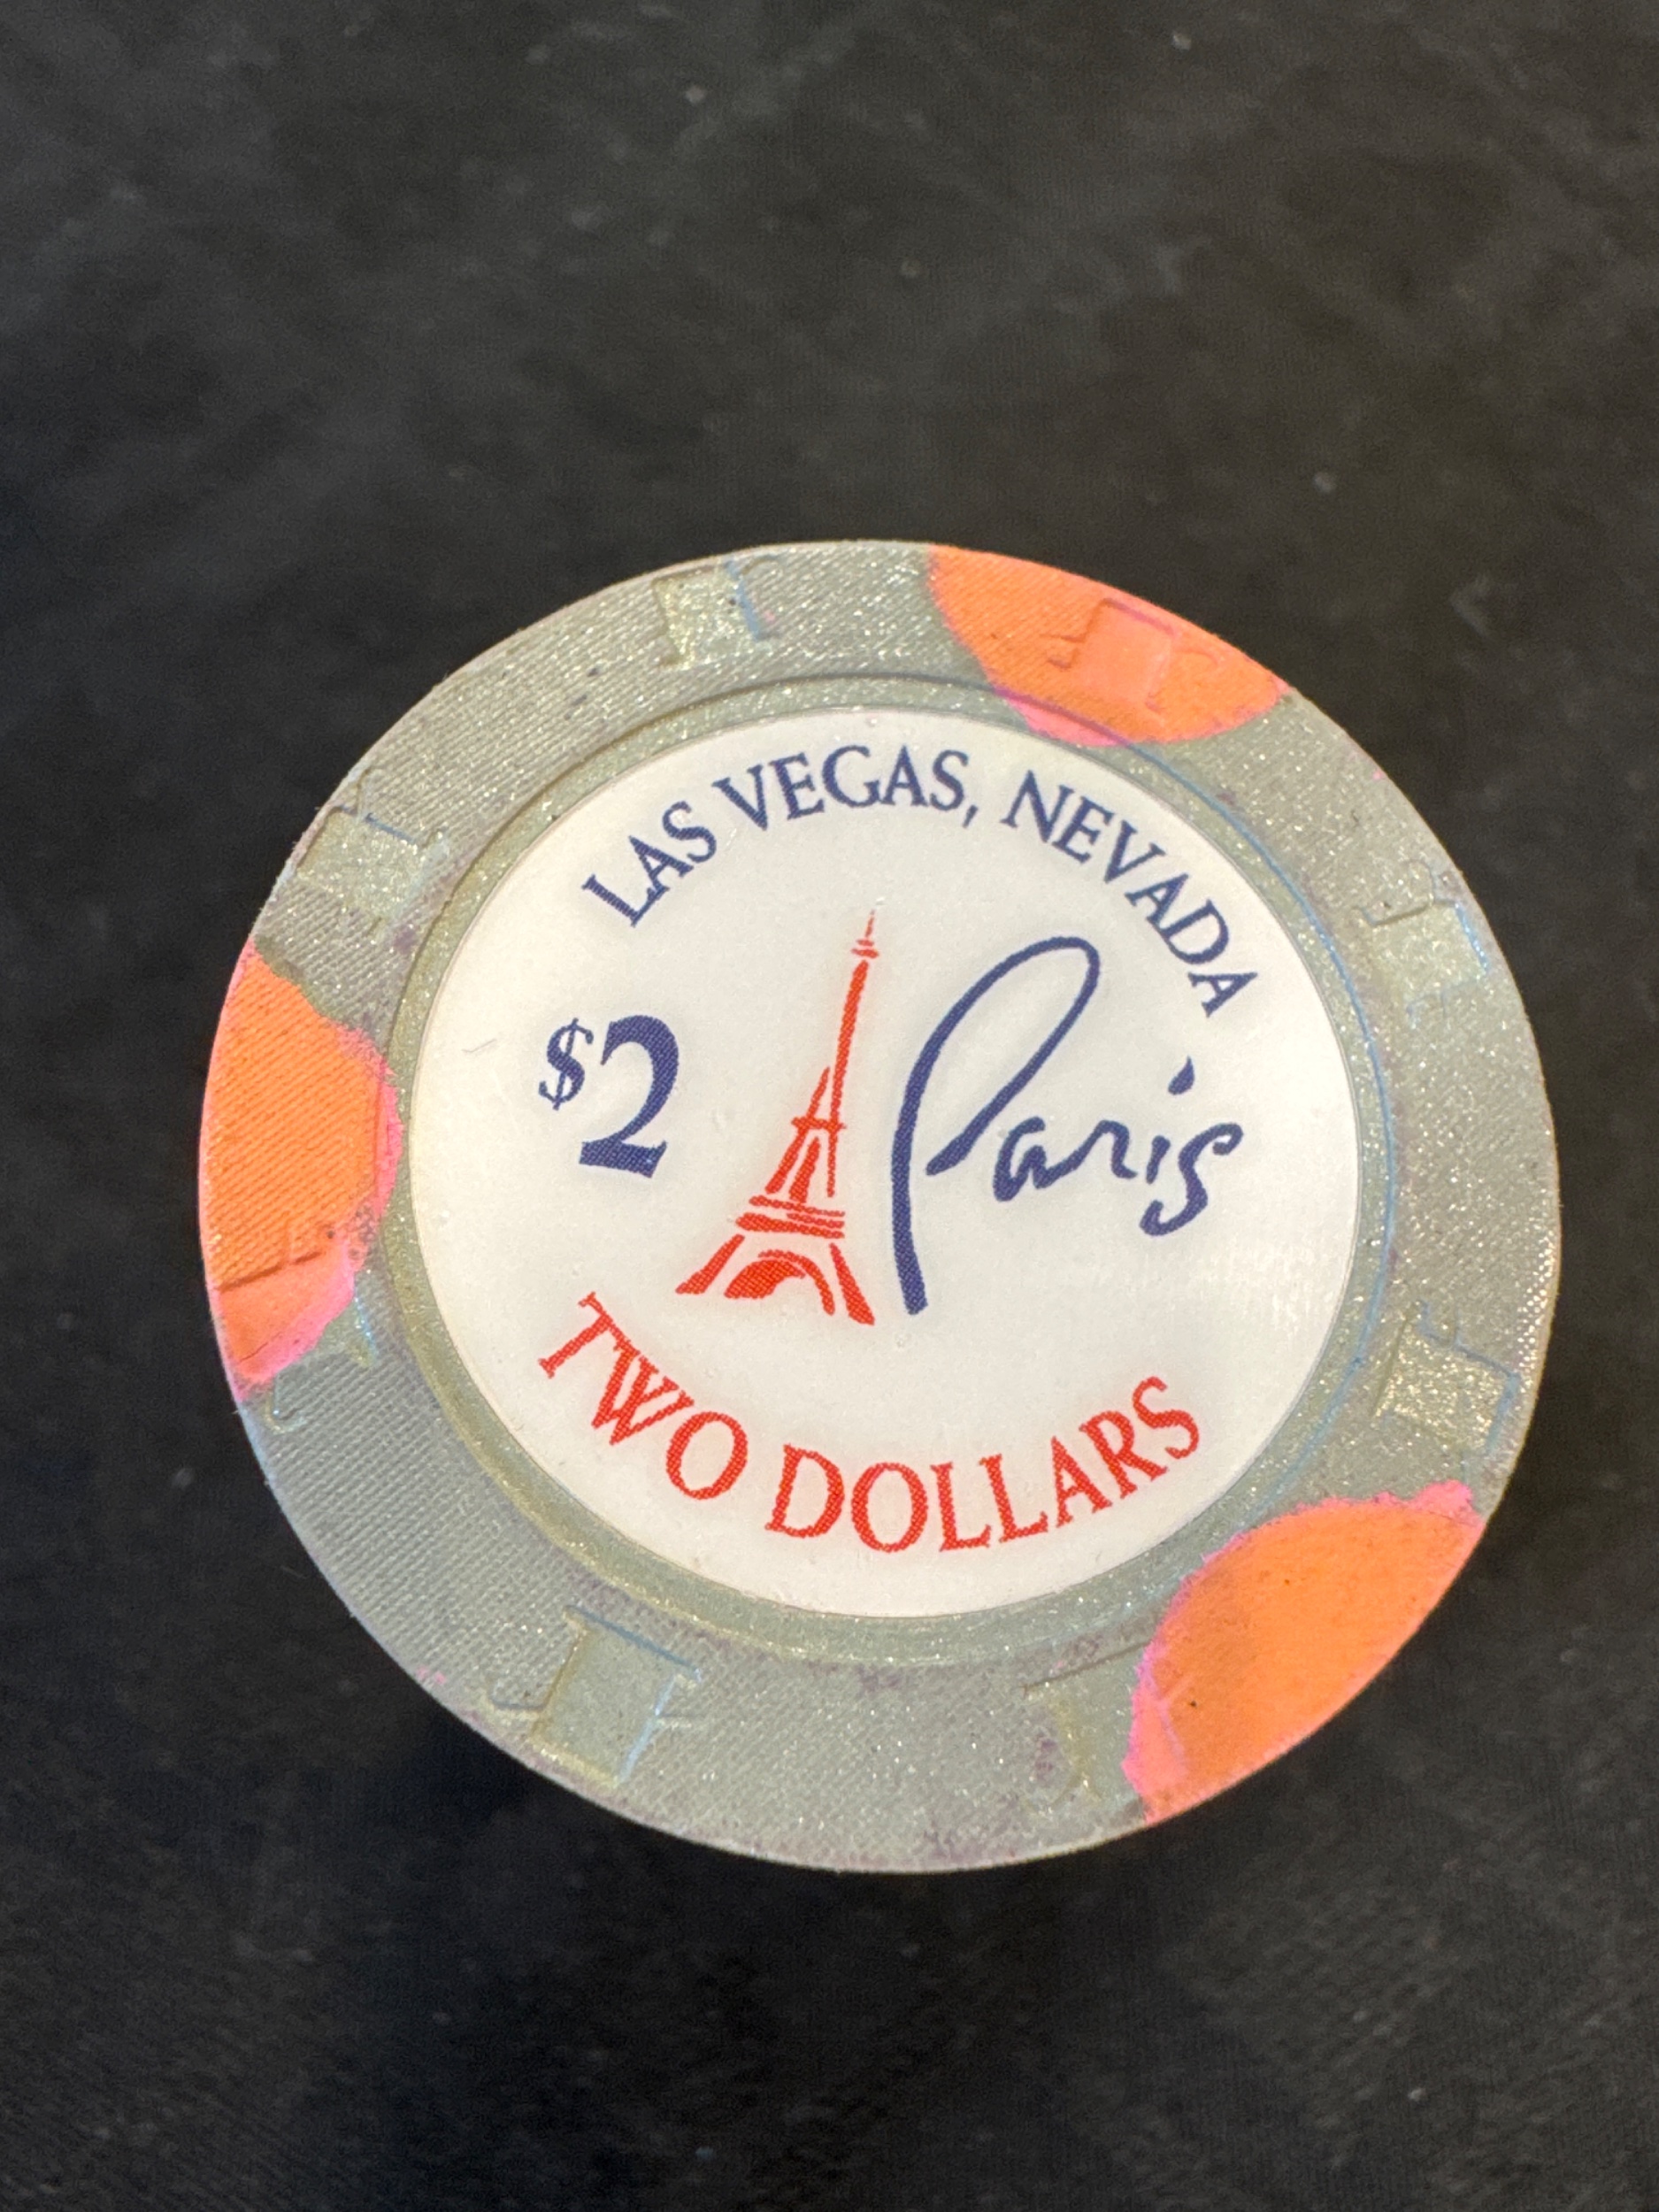 LAS VEGAS, NEVADA
$2
Paris
TWO DOLLARS